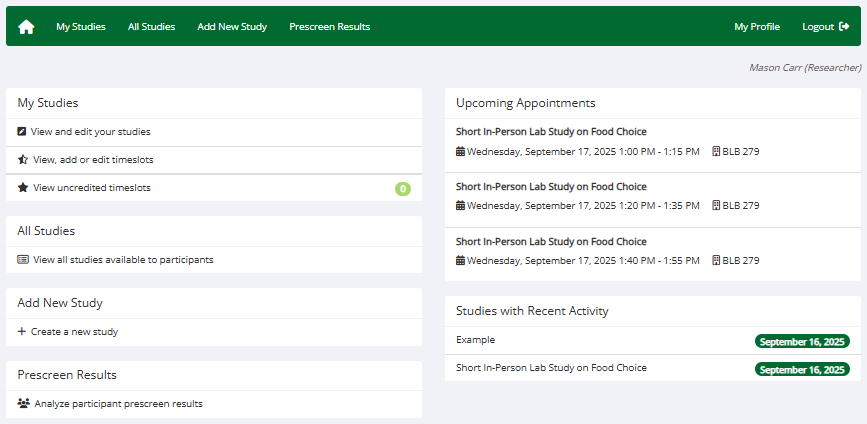 My Studies All Studies Add New Study Prescreen Results My Profile Logout
Mason Carr (Researcher)
My Studies
View and edit your studies
View, add or edit timeslots
View uncredited timeslots 0
All Studies
View all studies available to participants
Add New Study
Create a new study
Prescreen Results
Analyze participant prescreen results
Upcoming Appointments
Short In-Person Lab Study on Food Choice
Wednesday, September 17, 2025 1:00 PM - 1:15 PM BLB 279
Short In-Person Lab Study on Food Choice
Wednesday, September 17, 2025 1:20 PM - 1:35 PM BLB 279
Short In-Person Lab Study on Food Choice
Wednesday, September 17, 2025 1:40 PM - 1:55 PM BLB 279
Studies with Recent Activity
Example September 16, 2025
Short In-Person Lab Study on Food Choice September 16, 2025